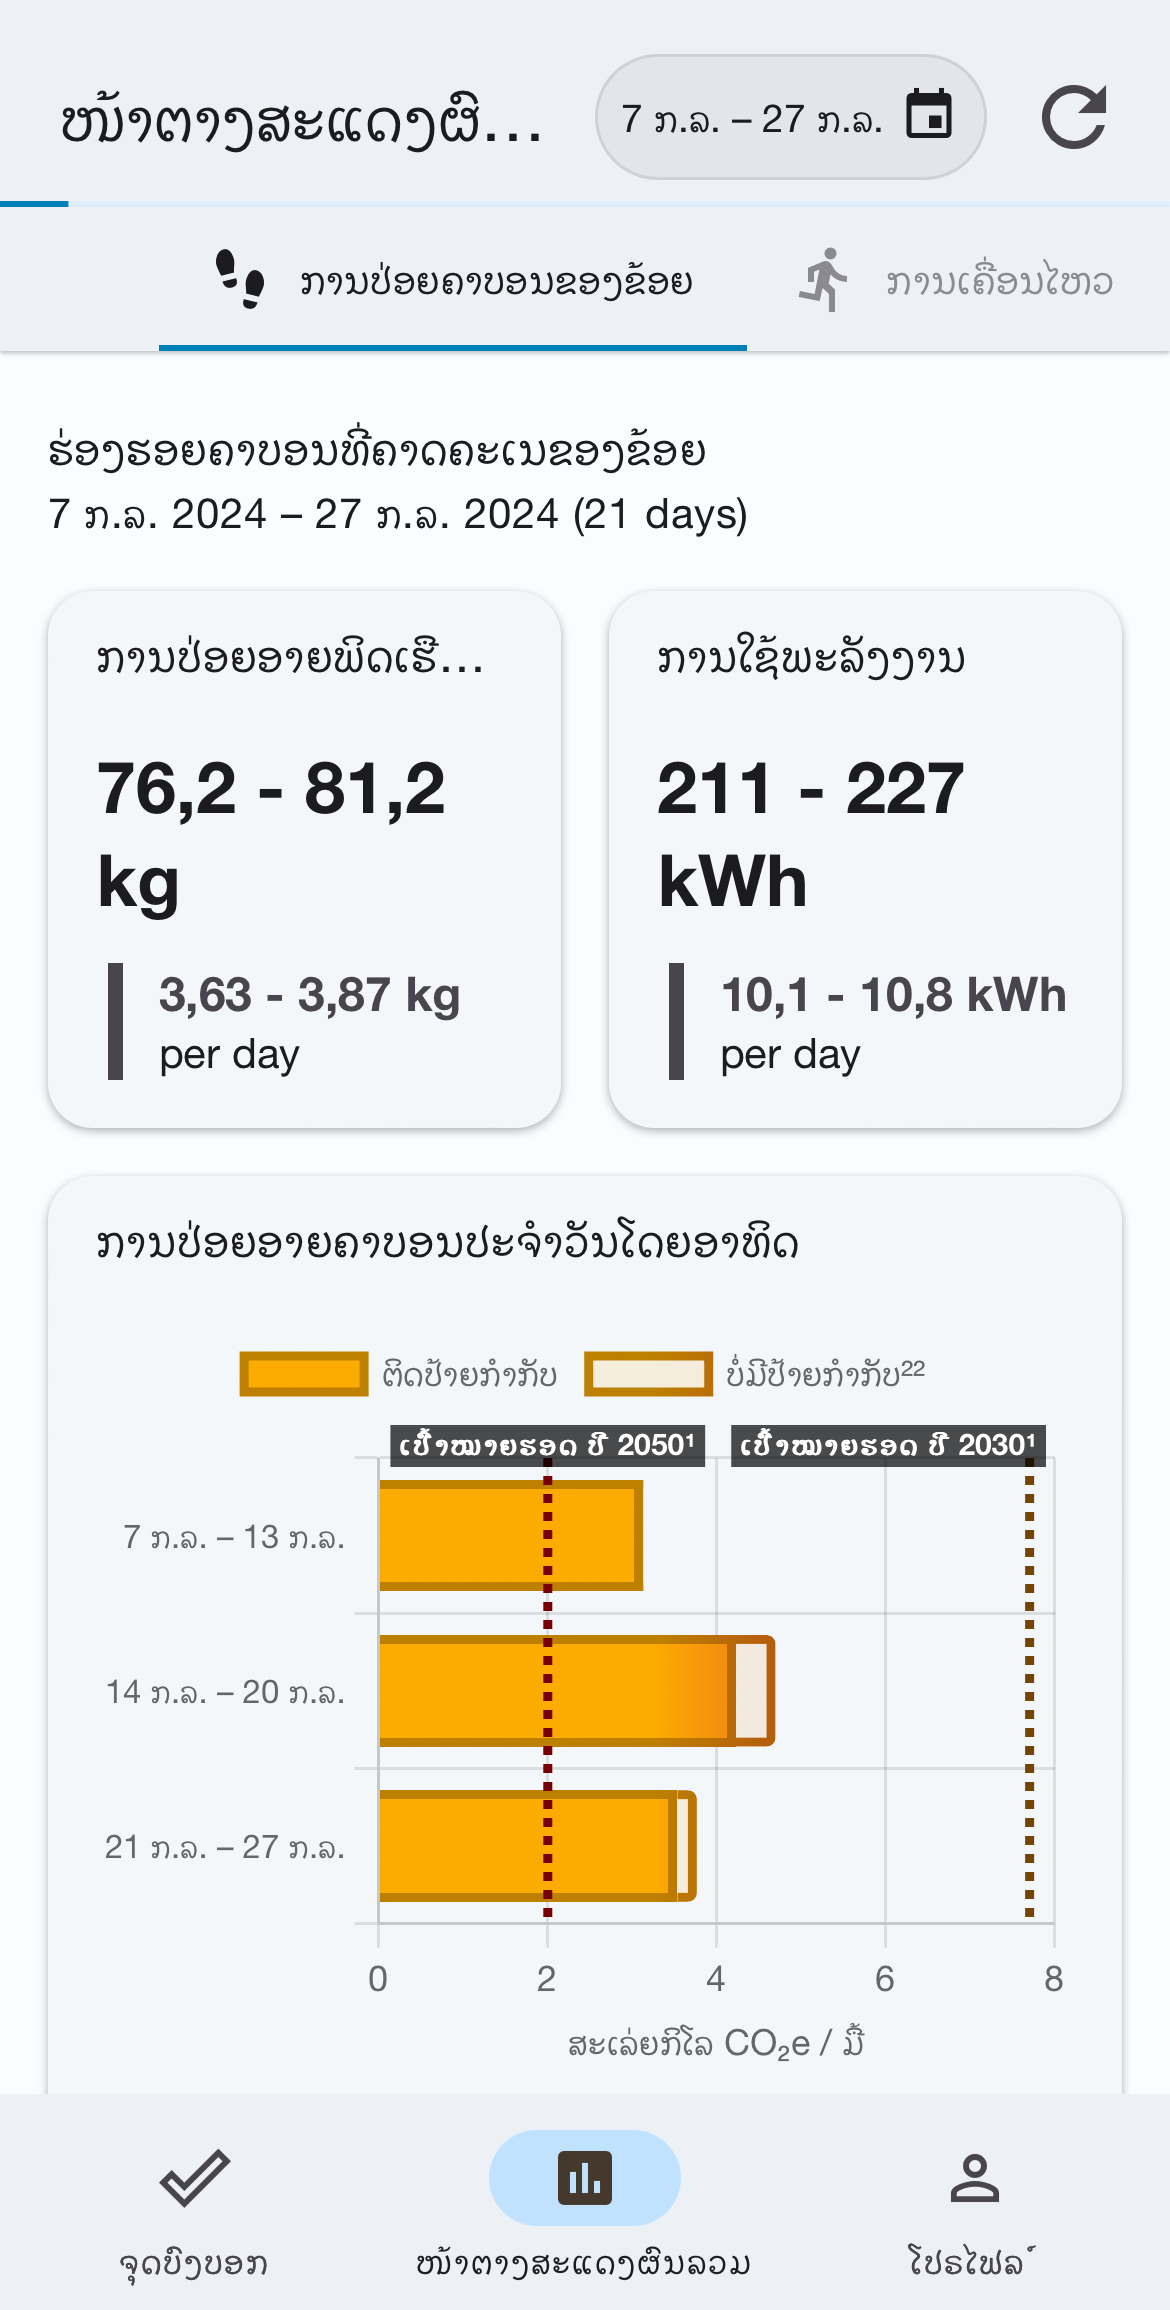 ໜ້າຕາງສະແດງຜົ…
7 ກ.ລ. – 27 ກ.ລ.
ການປ່ອຍຄາບອນຂອງຂ້ອຍ
ການເຄື່ອນໄຫວ
ຮ່ອງຮອຍຄາບອນທີ່ຄາດຄະເນຂອງຂ້ອຍ
7 ກ.ລ. 2024 – 27 ກ.ລ. 2024 (21 days)
ການປ່ອຍອາຍພິດເຮື…
76,2 - 81,2
kg
3,63 - 3,87 kg
per day
ການໃຊ້ພະລັງງານ
211 - 227
kWh
10,1 - 10,8 kWh
per day
ການປ່ອຍອາຍຄາບອນປະຈຳວັນໂດຍອາທິດ
ຕິດປ້າຍກຳກັບ
ບໍ່ມີປ້າຍກຳກັບ²²
ເປົ້າໝາຍຮອດ ປີ 2050¹
ເປົ້າໝາຍຮອດ ປີ 2030¹
7 ກ.ລ. – 13 ກ.ລ.
14 ກ.ລ. – 20 ກ.ລ.
21 ກ.ລ. – 27 ກ.ລ.
0 2 4 6 8
ສະເລ່ຍກິໂລ CO₂e / ມື້
ຈຸດບົ່ງບອກ
ໜ້າຕາງສະແດງຜົນລວມ
ໂປຣໄຟລ໌